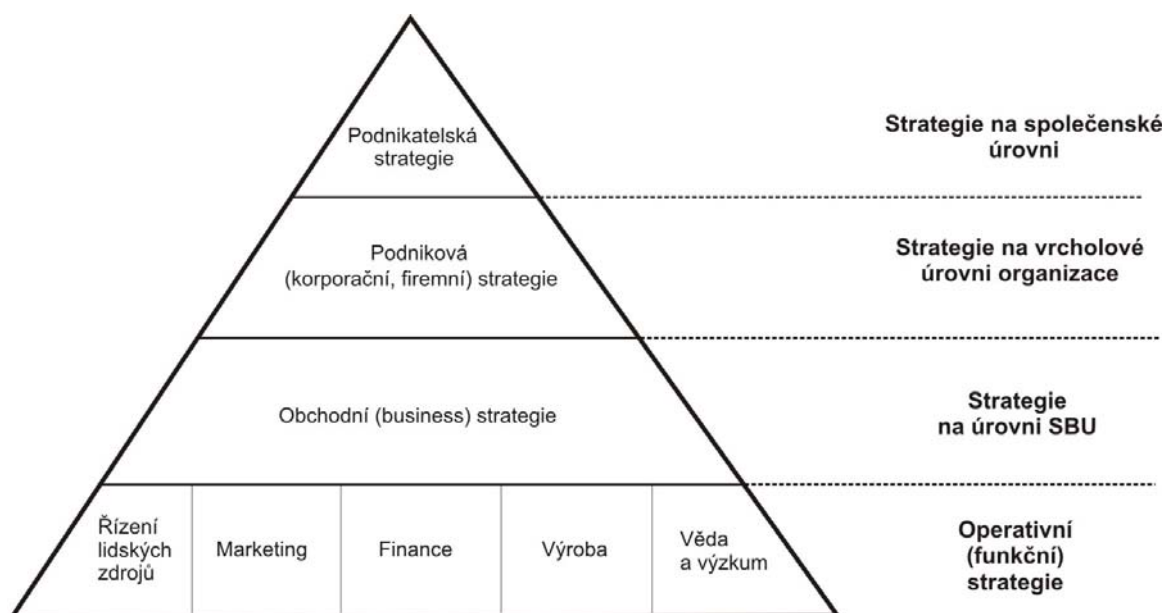 Podnikatelská
strategie
Strategie na společenské
úrovni
Podniková
(korporační, firemní) strategie
Strategie na vrcholové
úrovni organizace
Obchodní (business) strategie
Strategie
na úrovni SBU
Řízení
lidských
zdrojů
Marketing
Finance
Výroba
Věda
a výzkum
Operativní
(funkční)
strategie